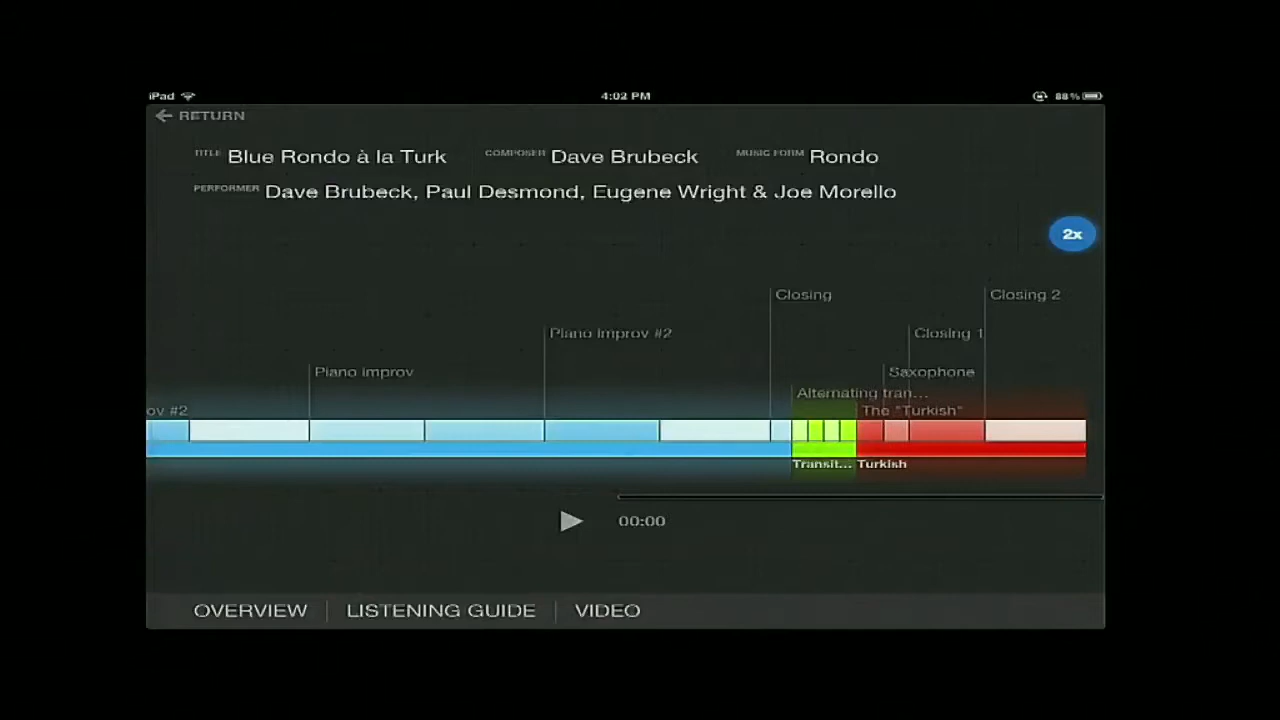 iPad 4:02 PM 88%
RETURN
TITLE Blue Rondo à la Turk COMPOSER Dave Brubeck MUSIC FORM Rondo
PERFORMER Dave Brubeck, Paul Desmond, Eugene Wright & Joe Morello
2x
Closing Closing 2
Piano improv #2 Closing 1
Piano improv Saxophone
Alternating tran...
ov #2 The "Turkish"
Transit... Turkish
00:00
OVERVIEW LISTENING GUIDE VIDEO